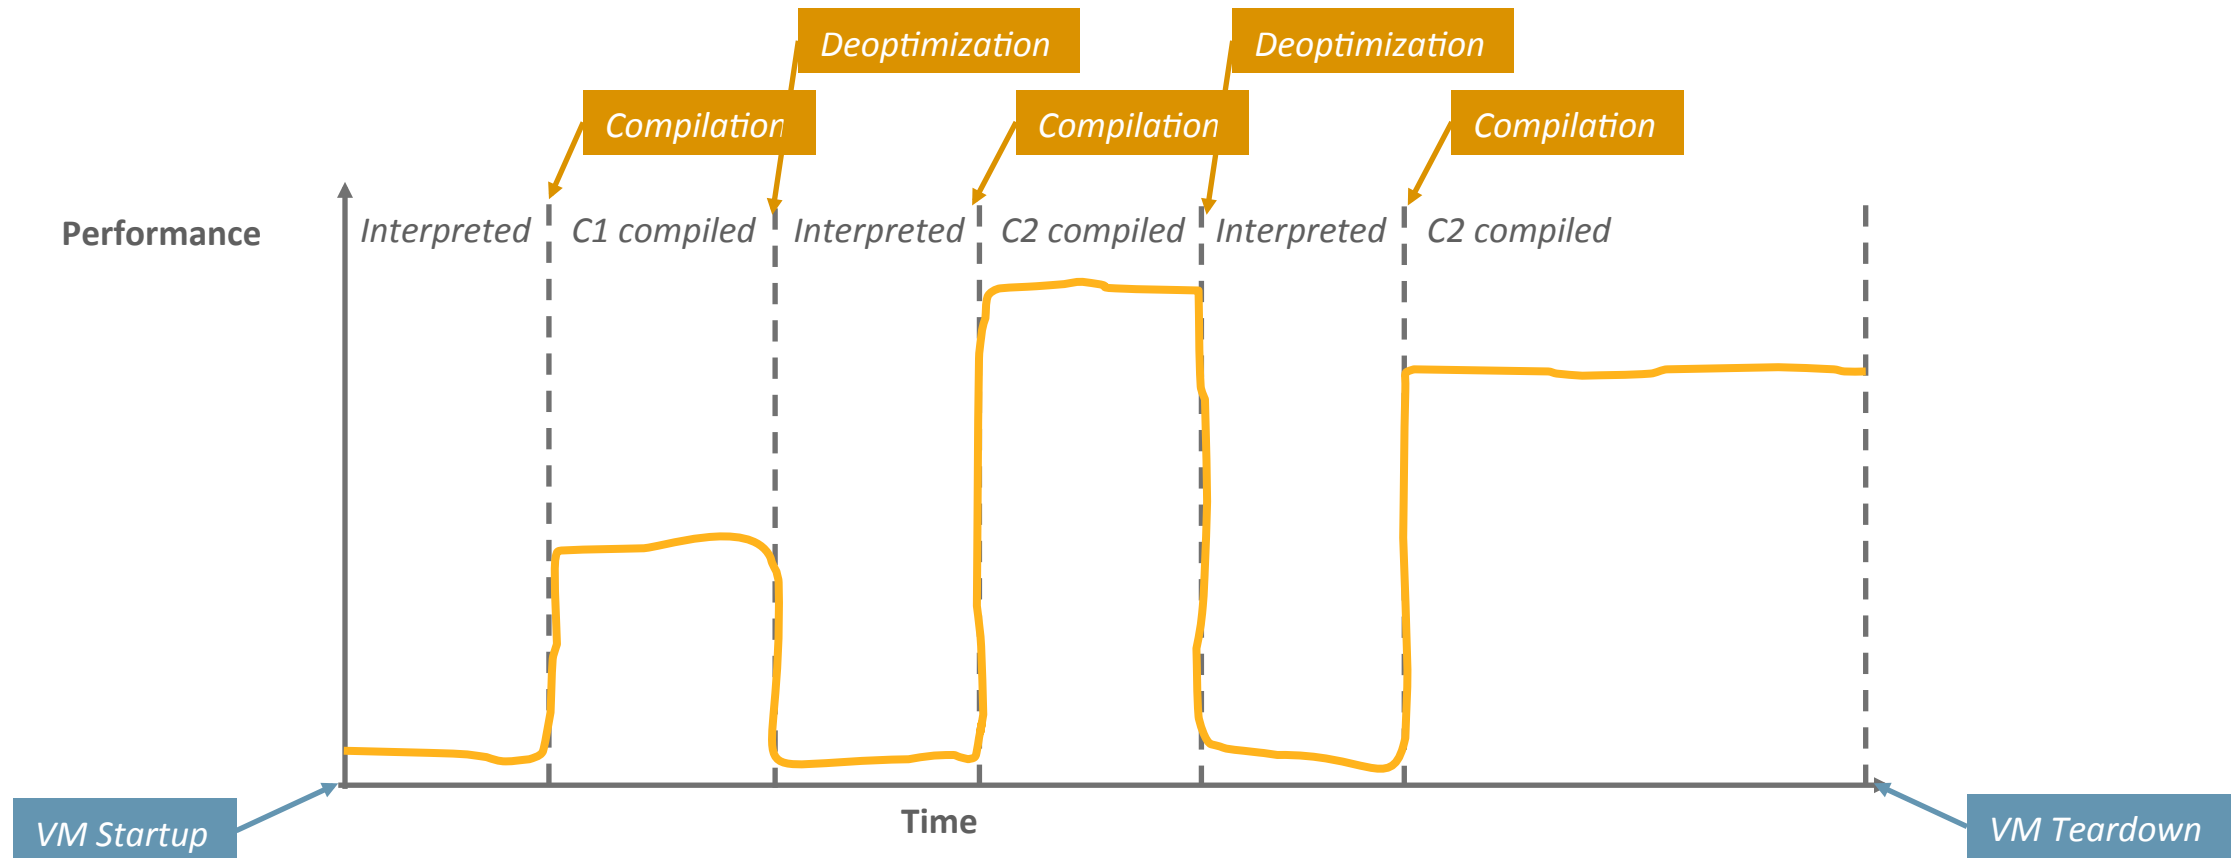 Deoptimization
Deoptimization
Compilation
Compilation
Compilation
Performance
Interpreted
C1 compiled
Interpreted
C2 compiled
Interpreted
C2 compiled
VM Startup
Time
VM Teardown